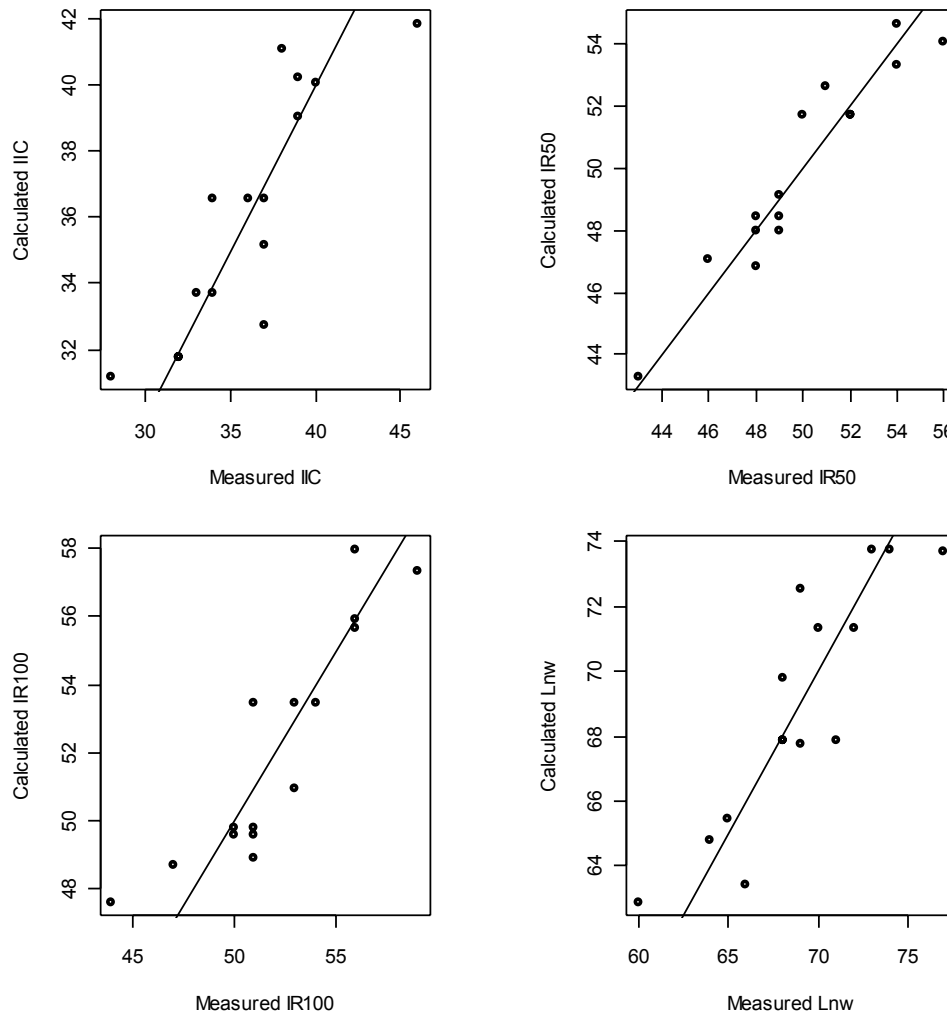 42
40
38
36
34
32
Calculated IIC
30 35 40 45
Measured IIC
54
52
50
48
46
44
Calculated IR50
44 46 48 50 52 54 56
Measured IR50
58
56
54
52
50
48
Calculated IR100
45 50 55
Measured IR100
74
72
70
68
66
64
Calculated Lnw
60 65 70 75
Measured Lnw